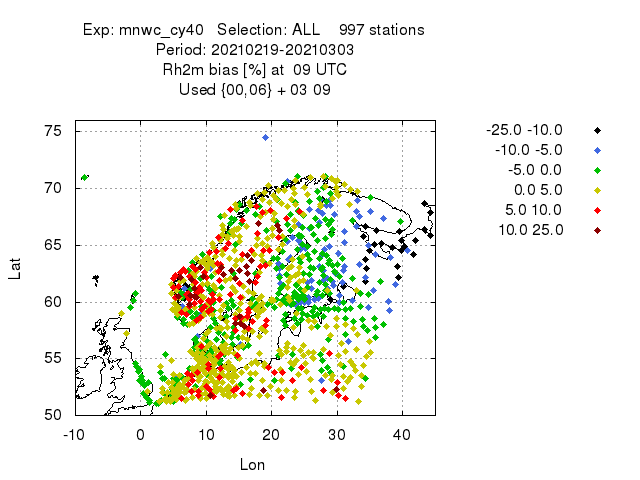 Exp: mnwc_cy40   Selection: ALL    997 stations
Period: 20210219-20210303
Rh2m bias [%] at  09 UTC
Used {00,06} + 03 09
-25.0 -10.0
-10.0 -5.0
-5.0 0.0
0.0 5.0
5.0 10.0
10.0 25.0
75
70
65
60
55
50
Lat
-10 0 10 20 30 40
Lon